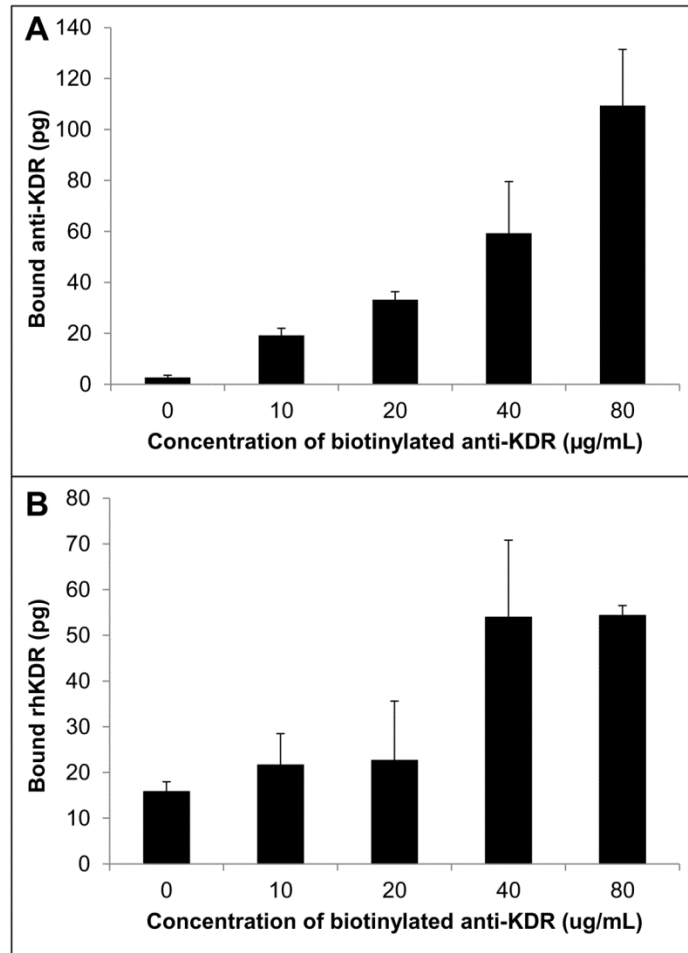 A
140
120
100
80
60
40
20
0
Bound anti-KDR (pg)
0 10 20 40 80
Concentration of biotinylated anti-KDR (µg/mL)
B
80
70
60
50
40
30
20
10
0
Bound rhKDR (pg)
0 10 20 40 80
Concentration of biotinylated anti-KDR (ug/mL)